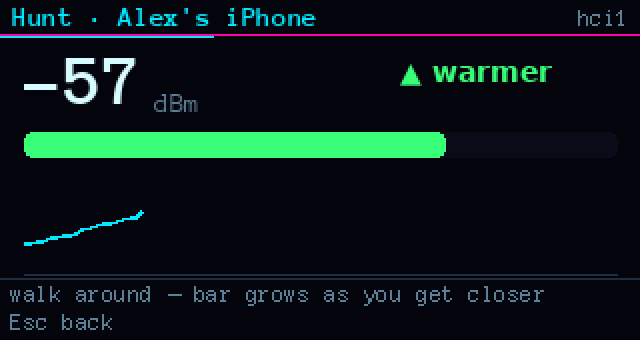 Hunt · Alex's iPhone hci1
−57 dBm ▲ warmer
walk around — bar grows as you get closer
Esc back